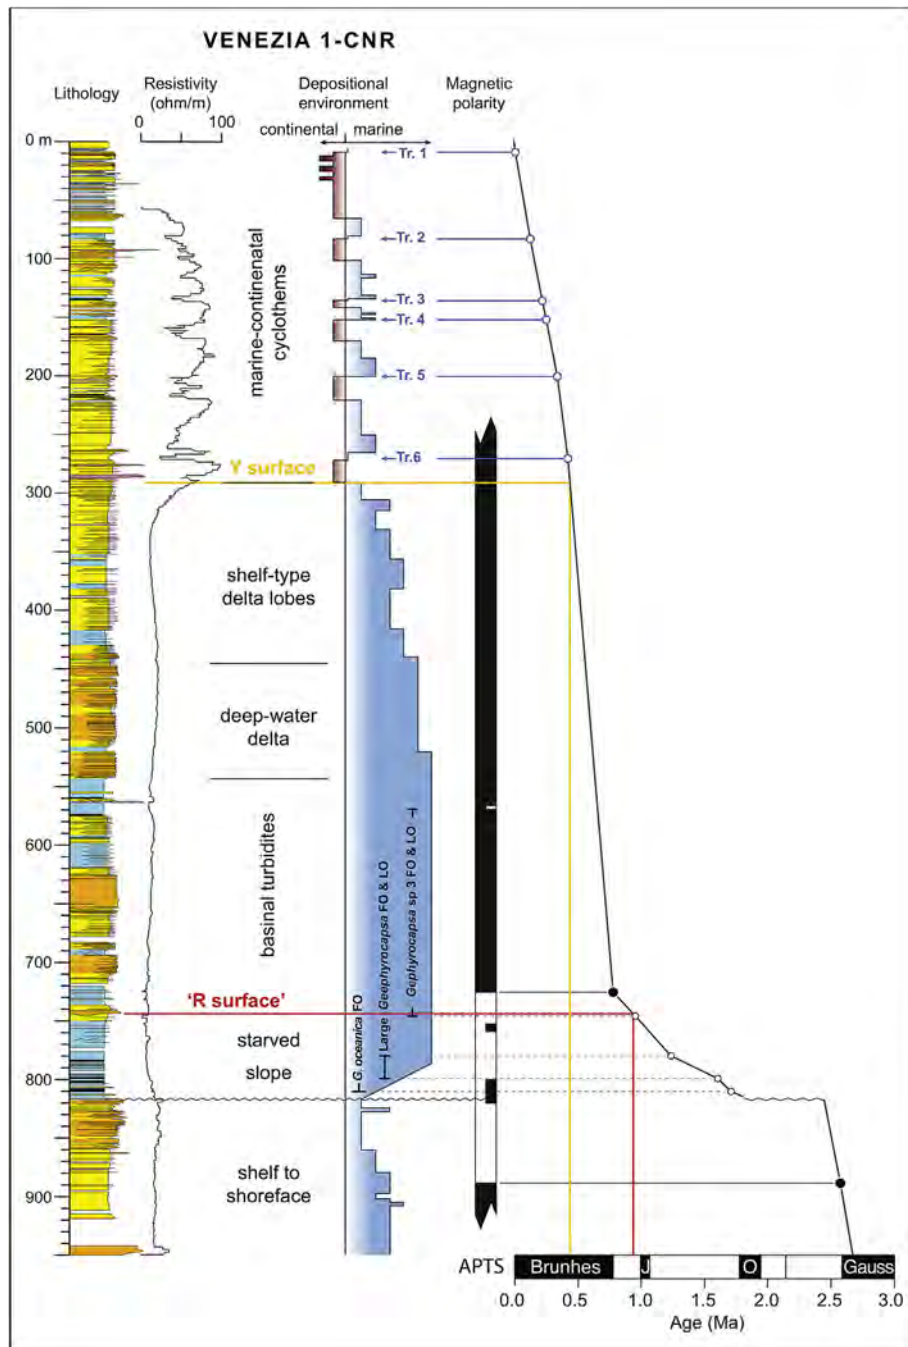 VENEZIA 1-CNR
Lithology
Resistivity
(ohm/m)
0
100
Depositional
environment
continental
marine
Magnetic
polarity
0 m
100
200
300
400
500
600
700
800
900
marine-continenatal
cyclothems
Tr. 1
Tr. 2
Tr. 3
Tr. 4
Tr. 5
Tr.6
Y surface
shelf-type
delta lobes
deep-water
delta
basinal turbidites
'R surface'
starved
slope
shelf to
shoreface
G. oceanica FO
Large Geephyrocapsa FO & LO
Gephyrocapsa sp 3 FO & LO
APTS
Brunhes
J
O
Gauss
0.0
0.5
1.0
1.5
2.0
2.5
3.0
Age (Ma)